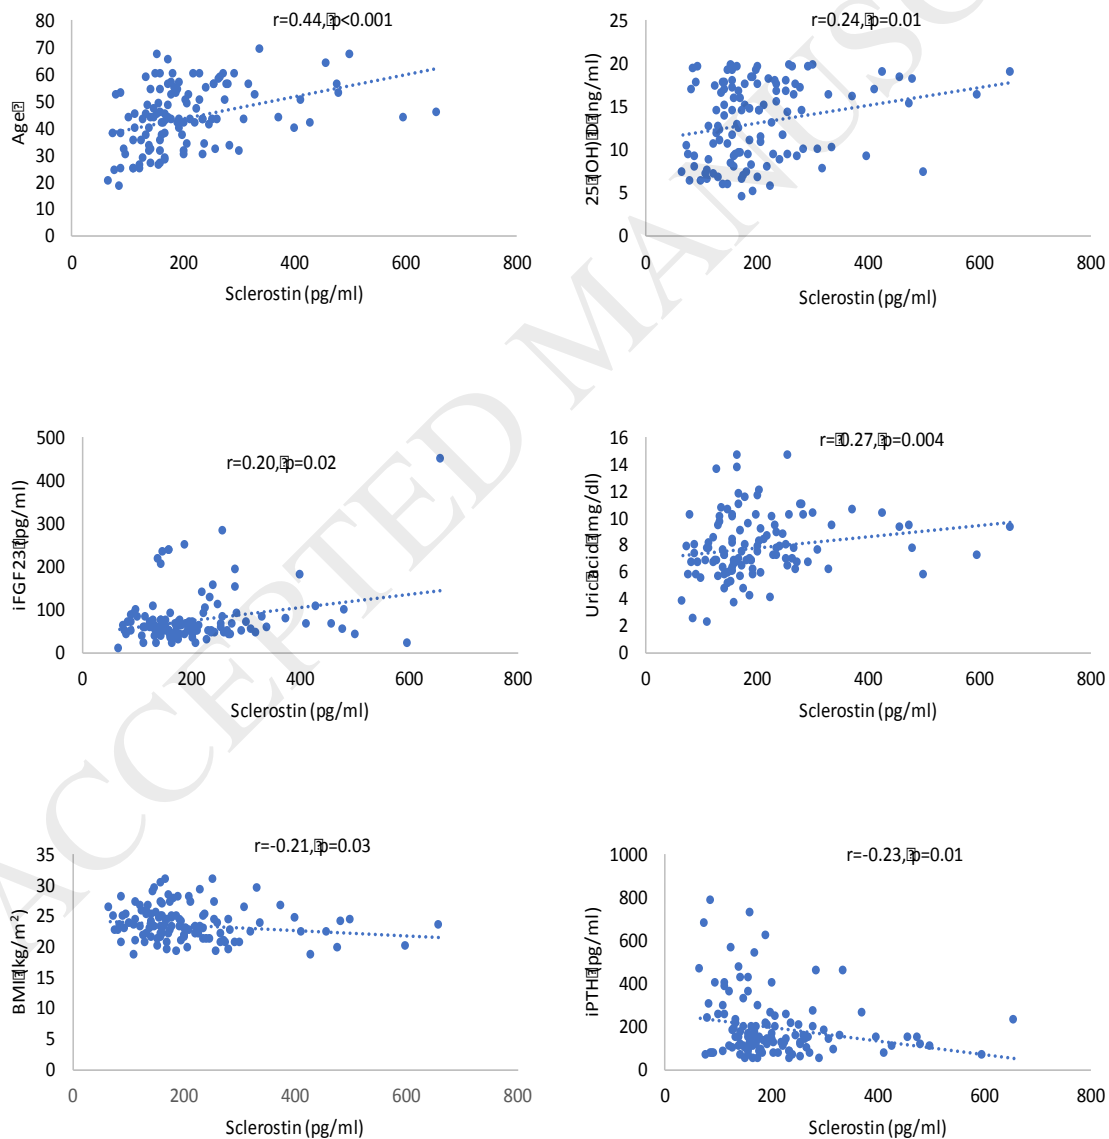 r=0.44, p<0.001
80
70
60
50
40
30
20
10
0
Age
0 200 400 600 800
Sclerostin (pg/ml)
r=0.24, p=0.01
25
20
15
10
5
0
25 (OH) D (ng/ml)
0 200 400 600 800
Sclerostin (pg/ml)
r=0.20, p=0.02
500
400
300
200
100
0
iFGF23 (pg/ml)
0 200 400 600 800
Sclerostin (pg/ml)
r= 0.27, p=0.004
16
14
12
10
8
6
4
2
0
Uric acid (mg/dl)
0 200 400 600 800
Sclerostin (pg/ml)
r=-0.21, p=0.03
35
30
25
20
15
10
5
0
BMI (kg/m²)
0 200 400 600 800
Sclerostin (pg/ml)
r=-0.23, p=0.01
1000
800
600
400
200
0
iPTH (pg/ml)
0 200 400 600 800
Sclerostin (pg/ml)
ACCEPTED MANUSC